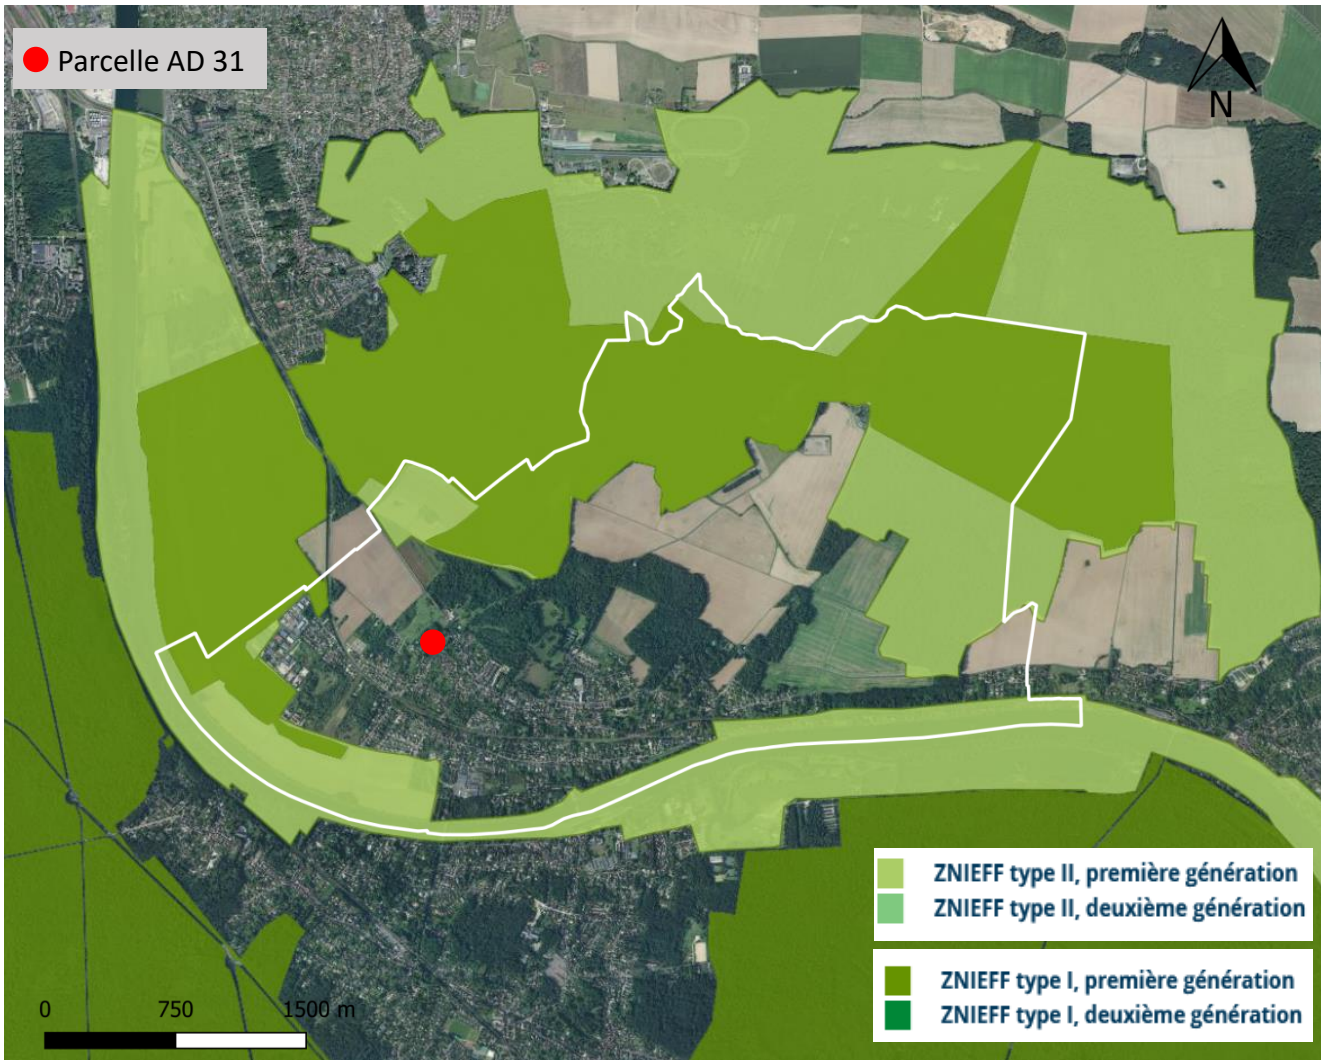 Parcelle AD 31
N
ZNIEFF type II, première génération
ZNIEFF type II, deuxième génération
ZNIEFF type I, première génération
ZNIEFF type I, deuxième génération
0 750 1500 m